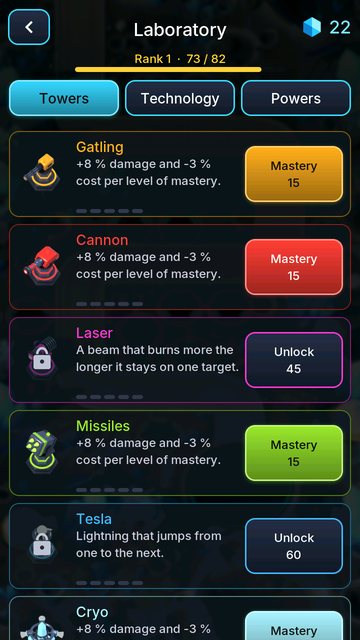 Laboratory
22
Rank 1 · 73 / 82
Towers
Technology
Powers
Gatling
+8 % damage and -3 %
cost per level of mastery.
Mastery
15
Cannon
+8 % damage and -3 %
cost per level of mastery.
Mastery
15
Laser
A beam that burns more the
longer it stays on one target.
Unlock
45
Missiles
+8 % damage and -3 %
cost per level of mastery.
Mastery
15
Tesla
Lightning that jumps from
one to the next.
Unlock
60
Cryo
+8 % damage and -3 %
Mastery